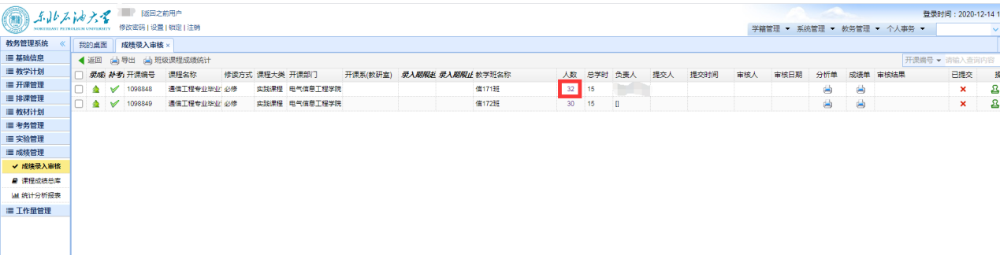 东北石油大学
NORTHEAST PETROLEUM UNIVERSITY
|返回之前用户
修改密码 | 设置 | 锁定 | 注销
登录时间：2020-12-14 1
学籍管理 系统管理 教务管理 个人事务
教务管理系统
我的桌面 成绩录入审核 ×
基础信息
教学计划
开课管理
排课管理
教材计划
考务管理
实验管理
成绩管理
成绩录入审核
课程成绩总库
统计分析报表
工作量管理
返回 导出 班级课程成绩统计
开课编号 请输入查询内容
录成 补考 开课编号 课程名称 修读方式 课程大类 开课部门 开课系(教研室) 录入期限起 录入期限止 教学班名称 人数 总学时 负责人 提交人 提交时间 审核人 审核日期 分析单 成绩单 审核结果 已提交
1098848 通信工程专业毕业 必修 实践课程 电气信息工程学院 信171班 32 15
1098849 通信工程专业毕业 必修 实践课程 电气信息工程学院 信172班 30 15 []